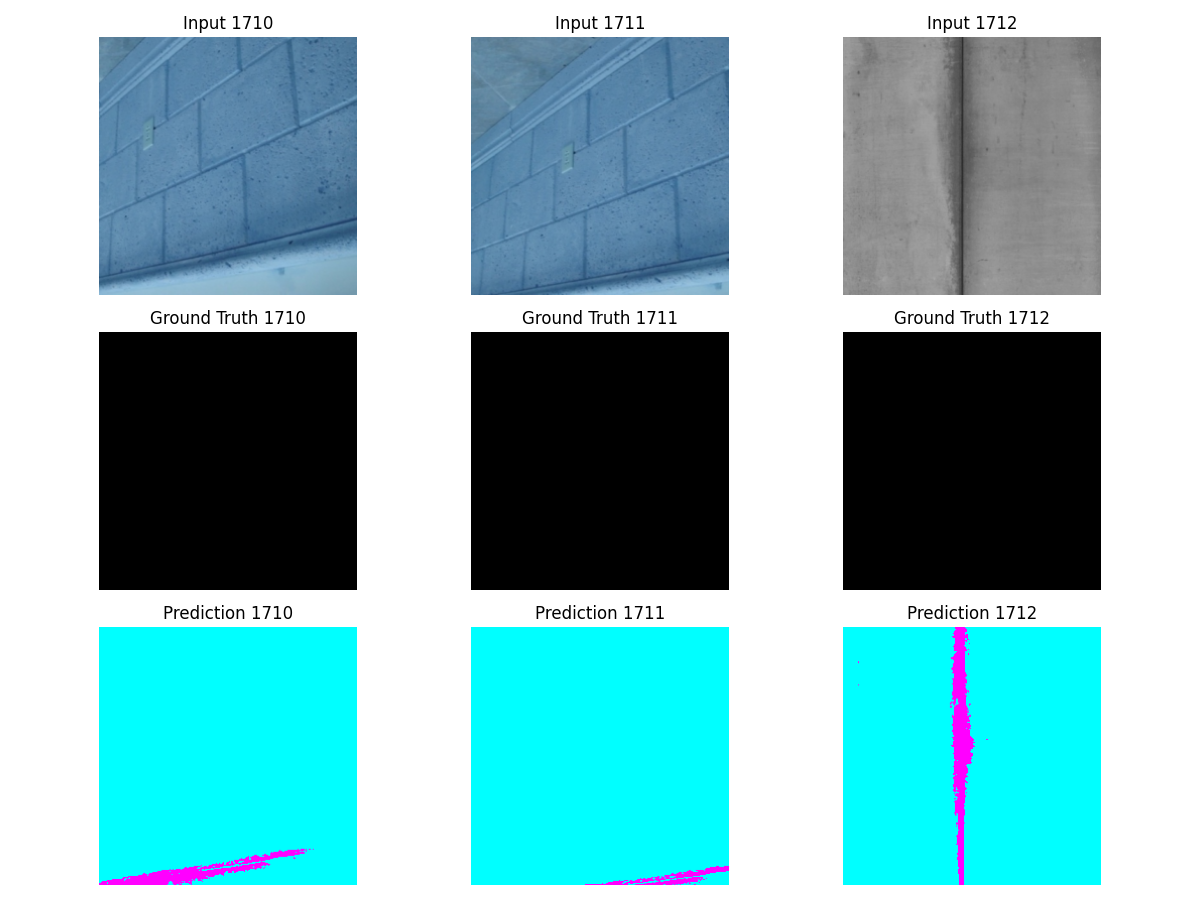 Input 1710
Input 1711
Input 1712
Ground Truth 1710
Ground Truth 1711
Ground Truth 1712
Prediction 1710
Prediction 1711
Prediction 1712